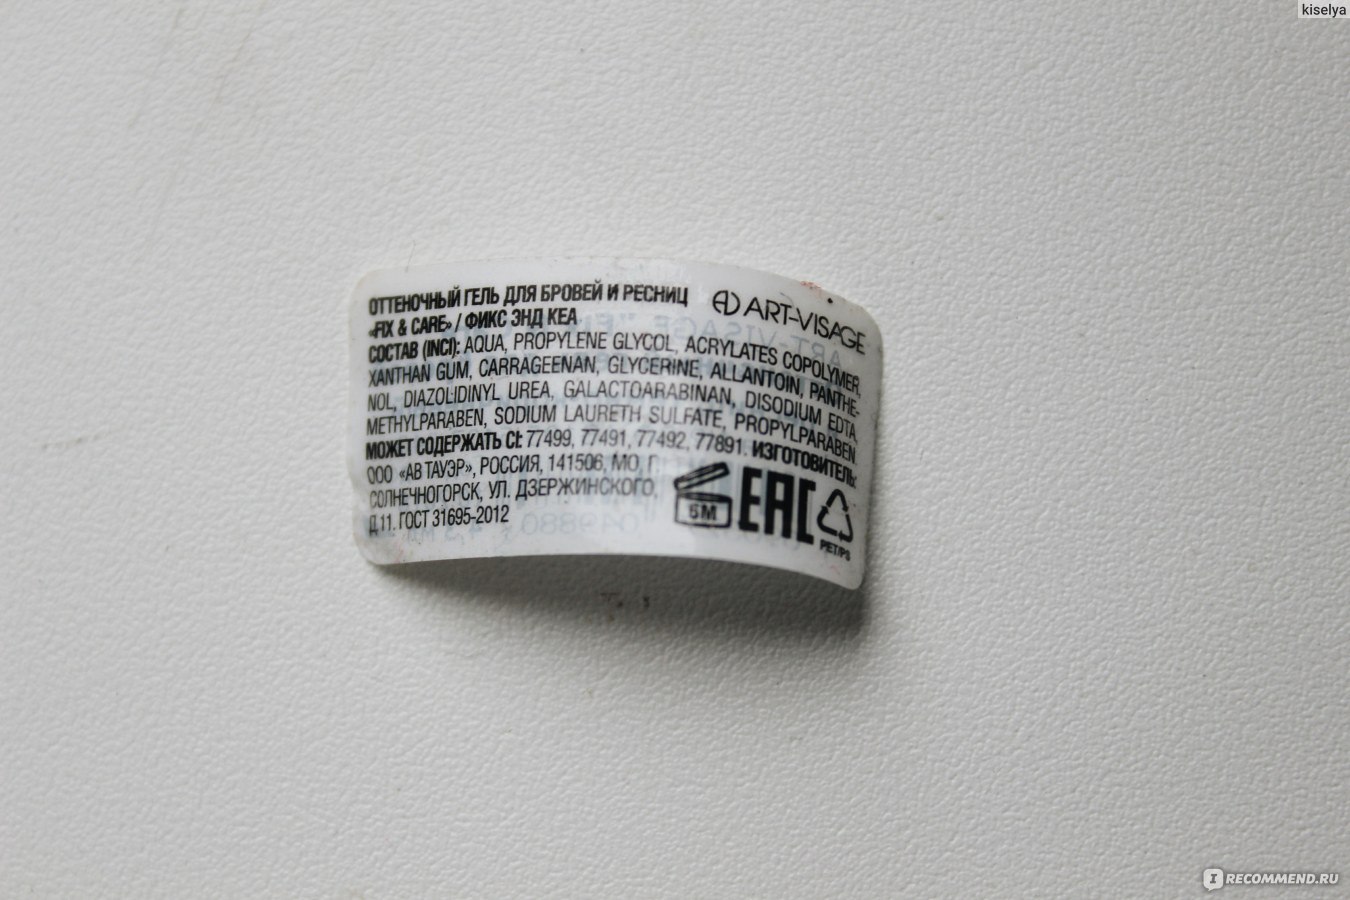 kiselya
ОТТЕНОЧНЫЙ ГЕЛЬ ДЛЯ БРОВЕЙ И РЕСНИЦ
«FIX & CARE» / ФИКС ЭНД КЕА
ART-VISAGE
СОСТАВ (INCI): AQUA, PROPYLENE GLYCOL, ACRYLATES COPOLYMER,
XANTHAN GUM, CARRAGEENAN, GLYCERINE, ALLANTOIN, PANTHE-
NOL, DIAZOLIDINYL UREA, GALACTOARABINAN, DISODIUM EDTA,
METHYLPARABEN, SODIUM LAURETH SULFATE, PROPYLPARABEN.
МОЖЕТ СОДЕРЖАТЬ CI: 77499, 77491, 77492, 77891. ИЗГОТОВИТЕЛЬ:
ООО «АВ ТАУЭР», РОССИЯ, 141506, МО, Г.
СОЛНЕЧНОГОРСК, УЛ. ДЗЕРЖИНСКОГО,
Д.11. ГОСТ 31695-2012
6M
EAC
PET/PS
IRECOMMEND.RU